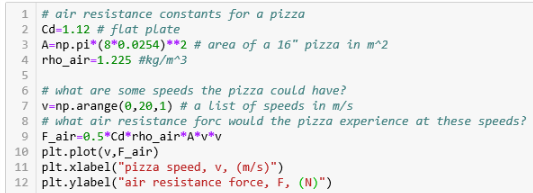 1 # air resistance constants for a pizza
2 Cd=1.12 # flat plate
3 A=np.pi*(8*0.0254)**2 # area of a 16" pizza in m^2
4 rho_air=1.225 #kg/m^3
5
6 # what are some speeds the pizza could have?
7 v=np.arange(0,20,1) # a list of speeds in m/s
8 # what air resistance forc would the pizza experience at these speeds?
9 F_air=0.5*Cd*rho_air*A*v*v
10 plt.plot(v,F_air)
11 plt.xlabel("pizza speed, v, (m/s)")
12 plt.ylabel("air resistance force, F, (N)")